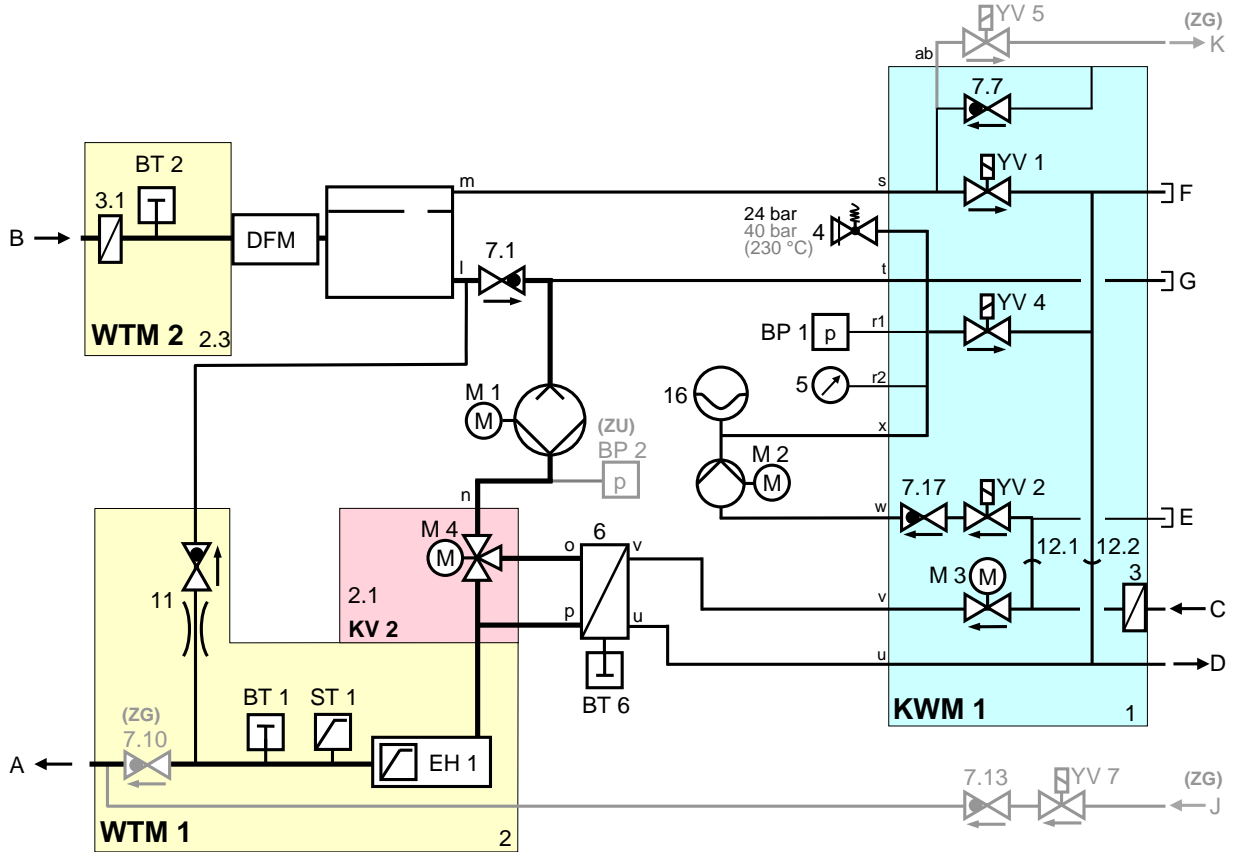 YV 5
(ZG)
K
ab
7.7
BT 2
3.1
B
DFM
m
s
YV 1
F
24 bar
40 bar
(230 °C)
4
7.1
l
t
G
WTM 2
2.3
BP 1
p
r1
YV 4
5
r2
16
M 1
M
(ZU)
BP 2
p
x
M 2
M
n
w
7.17
YV 2
E
M 4
M
o
6
v
12.1
12.2
M 3
M
3
2.1
KV 2
p
u
v
C
11
u
D
BT 1
ST 1
BT 6
KWM 1
1
(ZG)
7.10
A
EH 1
7.13
YV 7
(ZG)
J
WTM 1
2